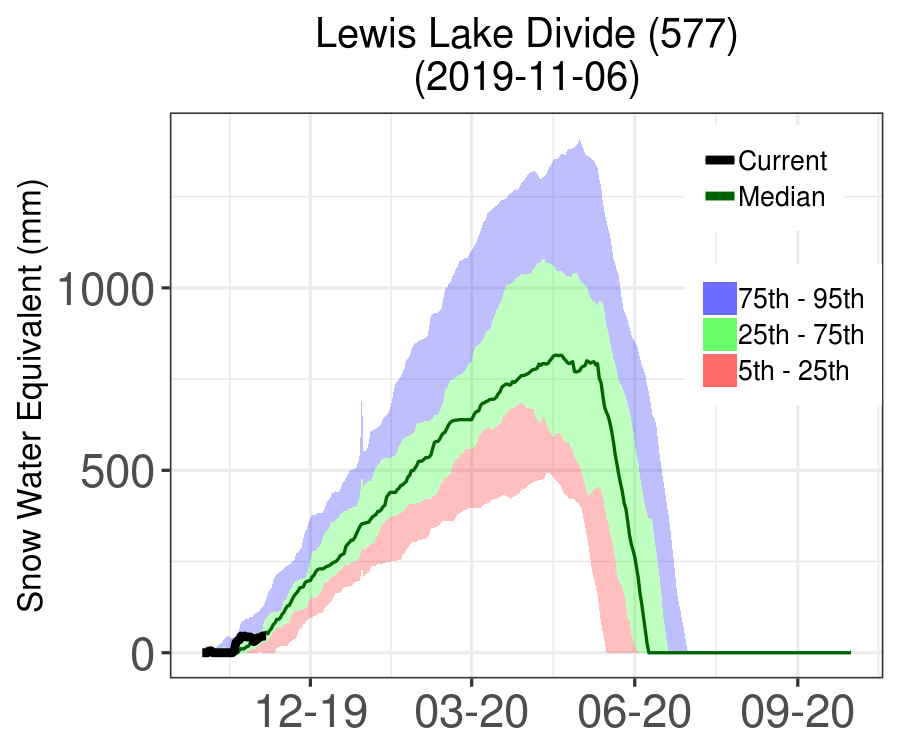 Lewis Lake Divide (577)
(2019-11-06)
Snow Water Equivalent (mm)
1000
500
0
12-19 03-20 06-20 09-20
Current
Median
75th - 95th
25th - 75th
5th - 25th